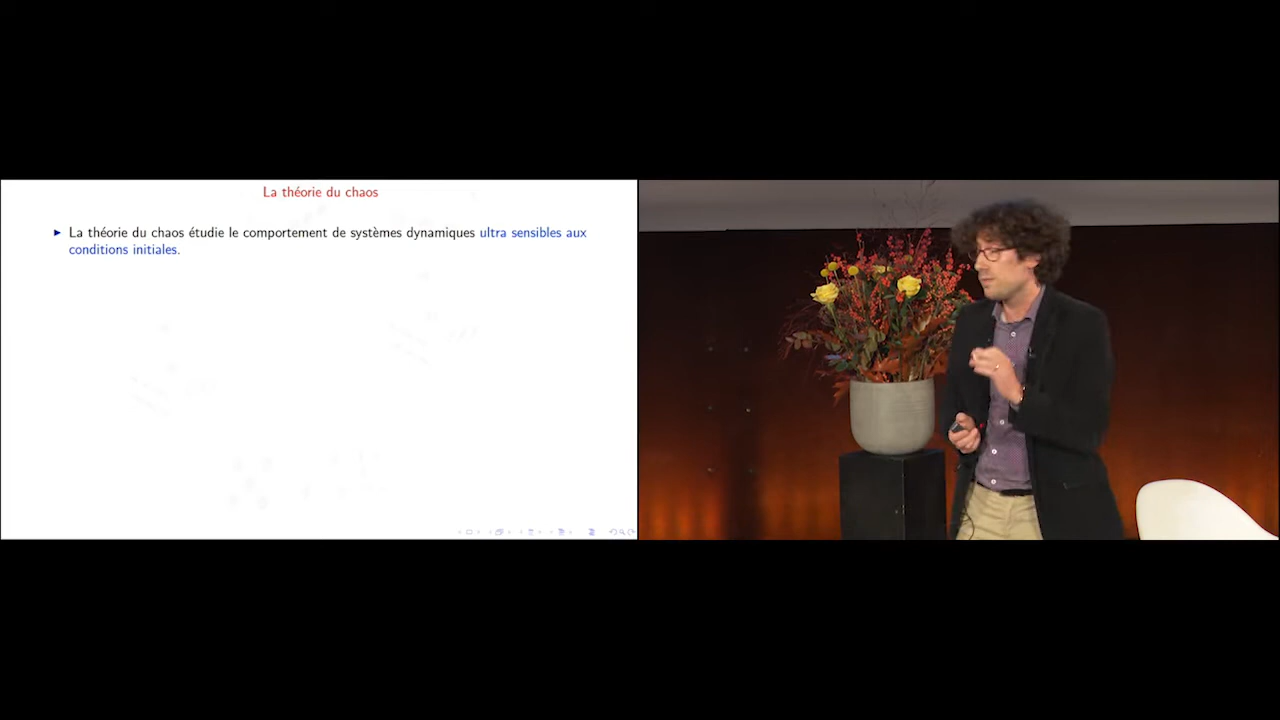 La théorie du chaos
► La théorie du chaos étudie le comportement de systèmes dynamiques ultra sensibles aux
conditions initiales.